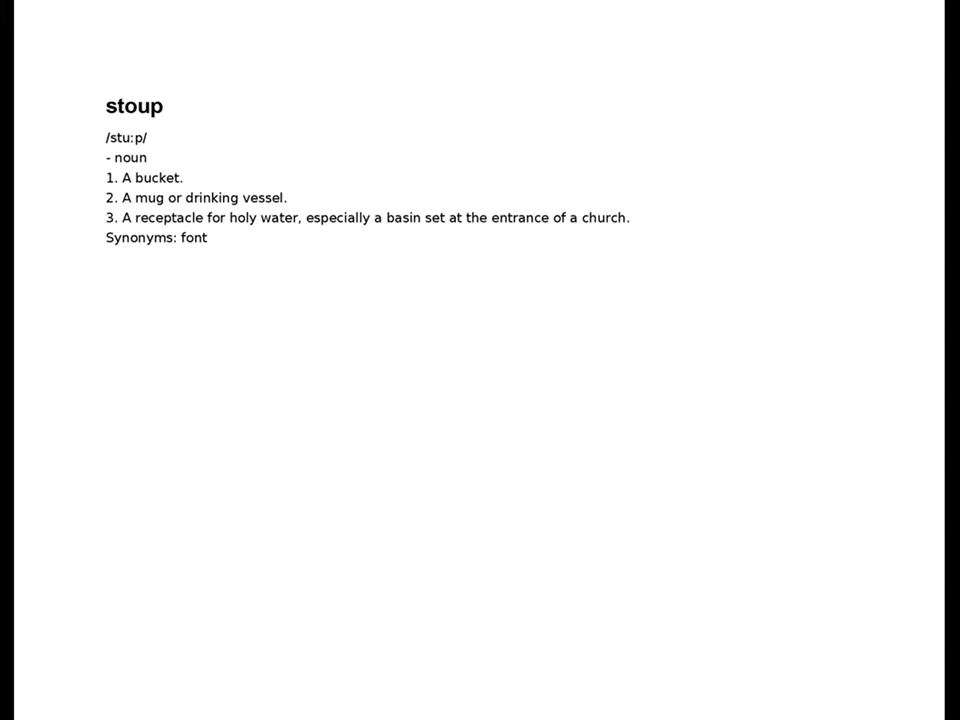 stoup
/stu:p/
- noun
1. A bucket.
2. A mug or drinking vessel.
3. A receptacle for holy water, especially a basin set at the entrance of a church.
Synonyms: font